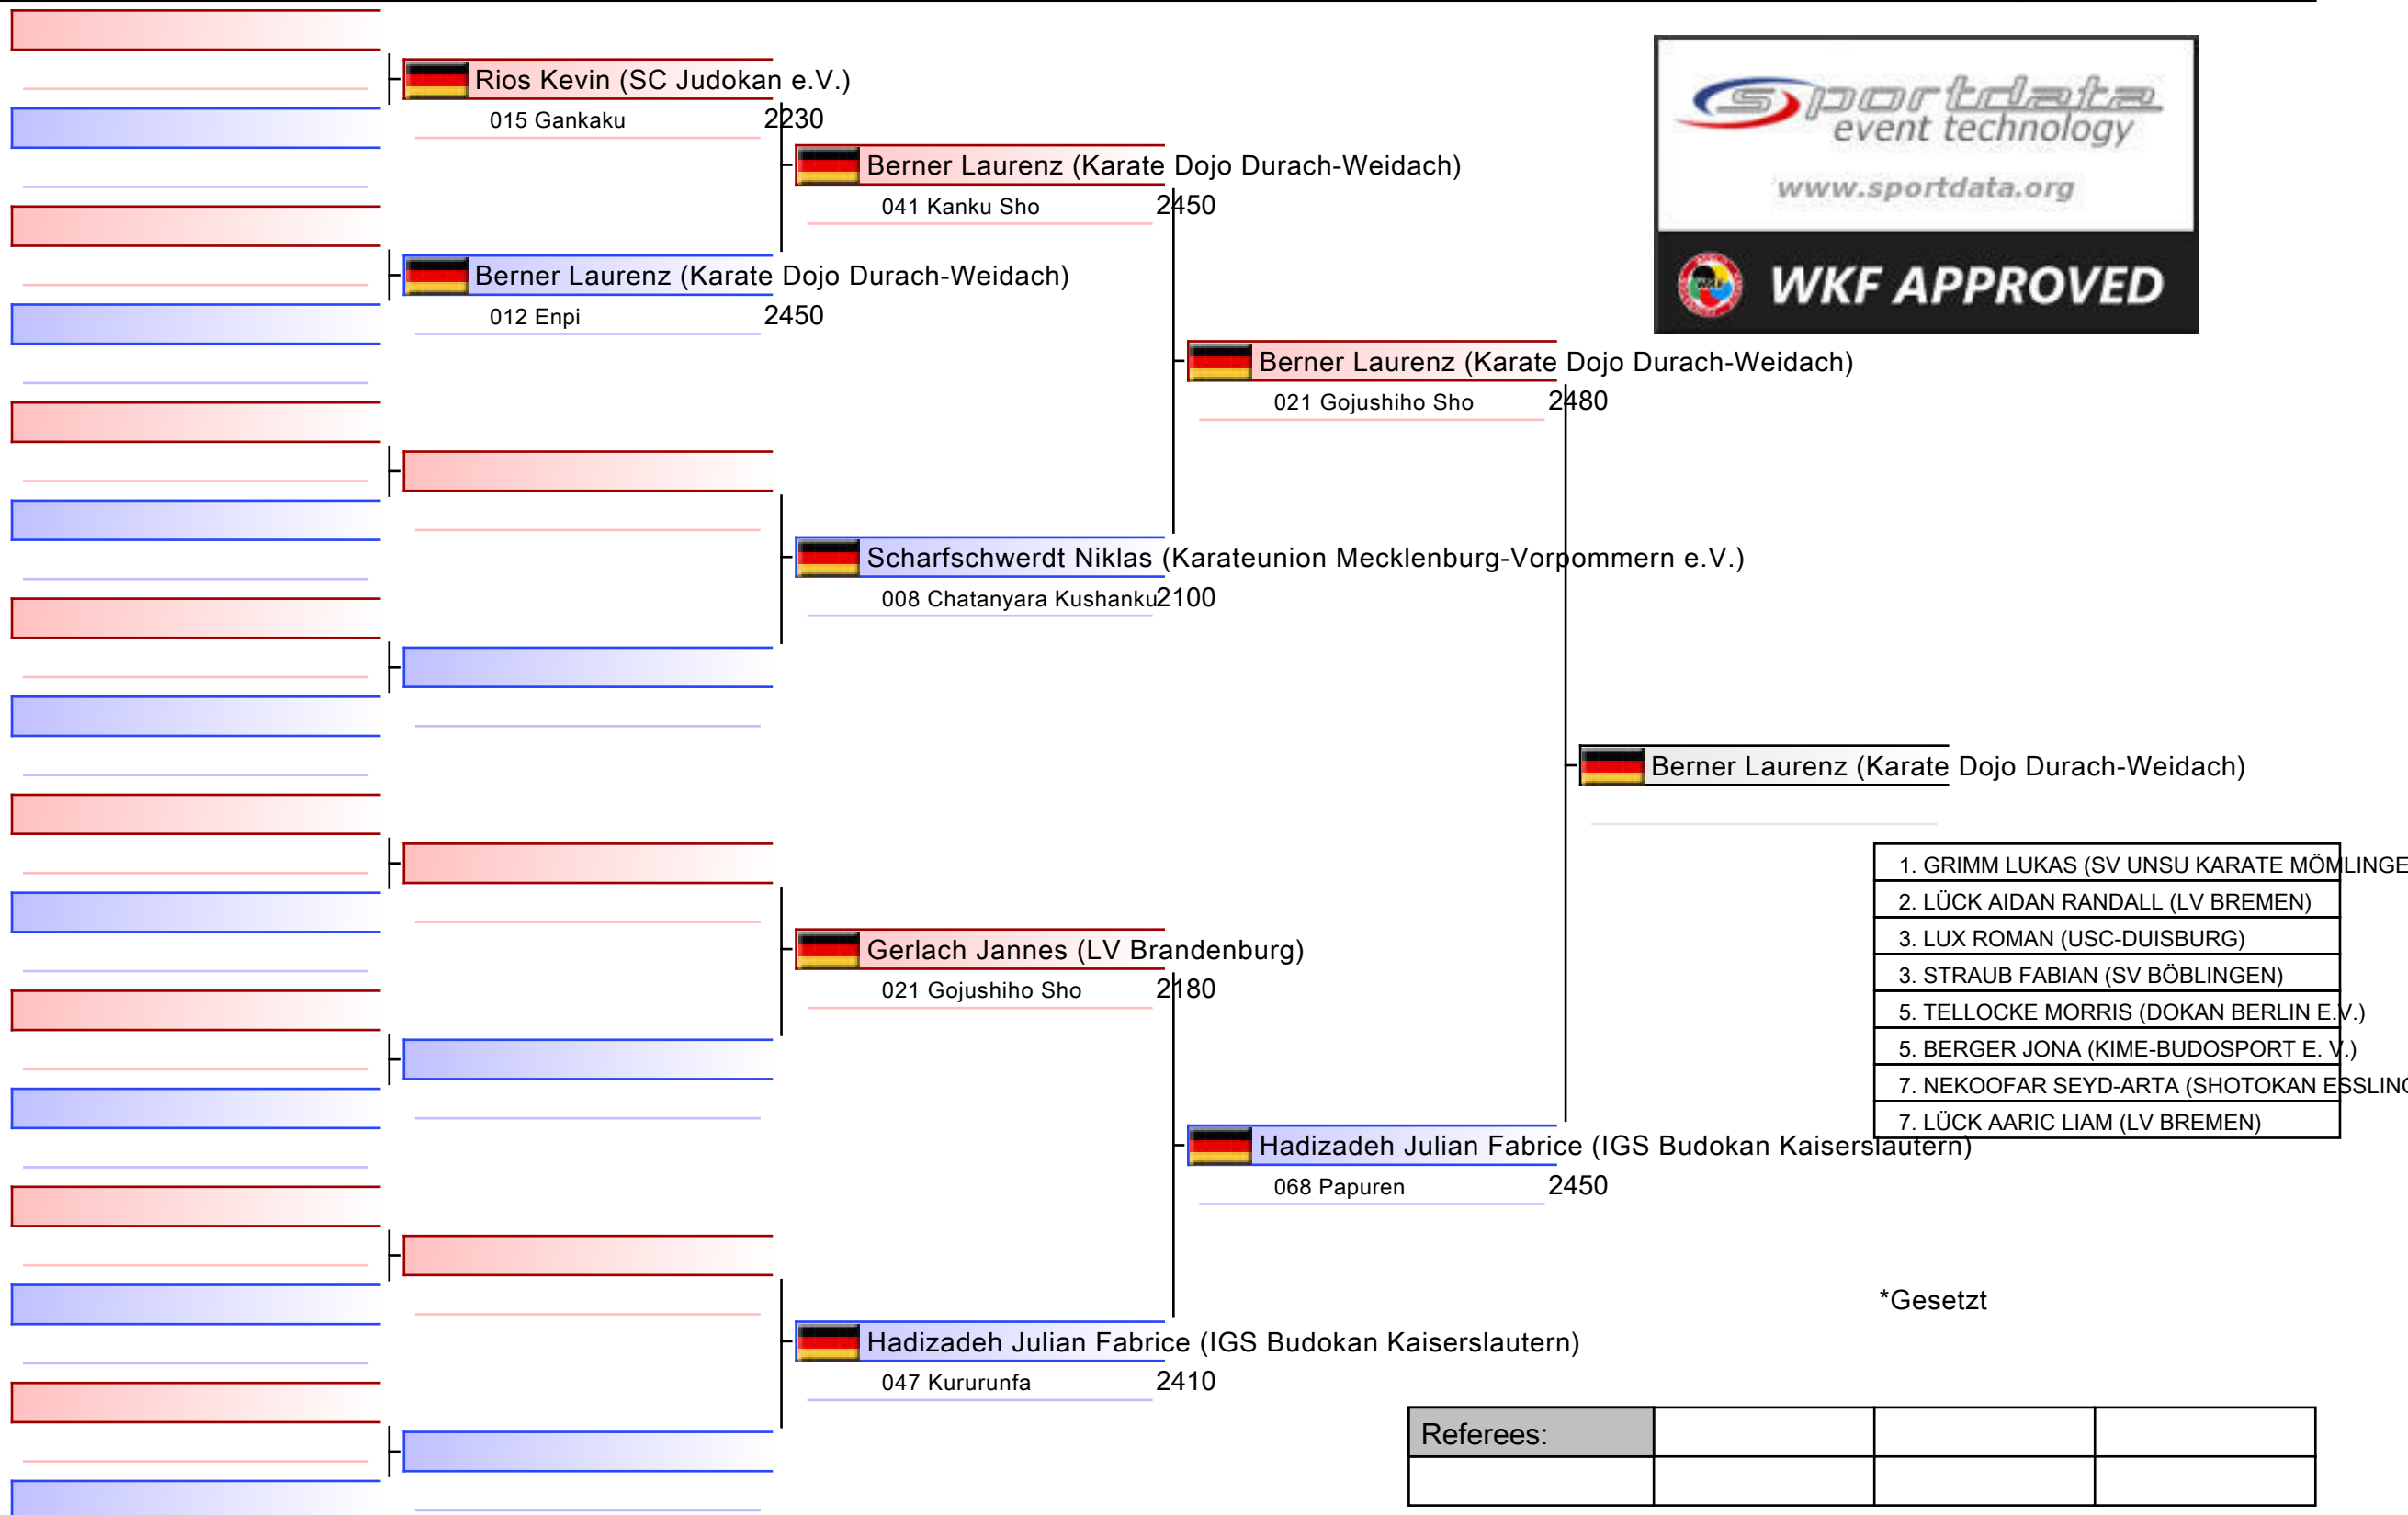 Rios Kevin (SC Judokan e.V.)
015 Gankaku 2230
Berner Laurenz (Karate Dojo Durach-Weidach)
012 Enpi 2450
Berner Laurenz (Karate Dojo Durach-Weidach)
041 Kanku Sho 2450
Scharfschwerdt Niklas (Karateunion Mecklenburg-Vorpommern e.V.)
008 Chatanyara Kushanku 2100
Gerlach Jannes (LV Brandenburg)
021 Gojushiho Sho 2180
Hadizadeh Julian Fabrice (IGS Budokan Kaiserslautern)
047 Kururunfa 2410
Berner Laurenz (Karate Dojo Durach-Weidach)
021 Gojushiho Sho 2480
Hadizadeh Julian Fabrice (IGS Budokan Kaiserslautern)
068 Papuren 2450
Berner Laurenz (Karate Dojo Durach-Weidach)
sportdata
event technology
www.sportdata.org
WKF
WKF APPROVED
1. GRIMM LUKAS (SV UNSU KARATE MÖMLINGE
2. LÜCK AIDAN RANDALL (LV BREMEN)
3. LUX ROMAN (USC-DUISBURG)
3. STRAUB FABIAN (SV BÖBLINGEN)
5. TELLOCKE MORRIS (DOKAN BERLIN E.V.)
5. BERGER JONA (KIME-BUDOSPORT E. V.)
7. NEKOOFAR SEYD-ARTA (SHOTOKAN ESSLING
7. LÜCK AARIC LIAM (LV BREMEN)
*Gesetzt
Referees: